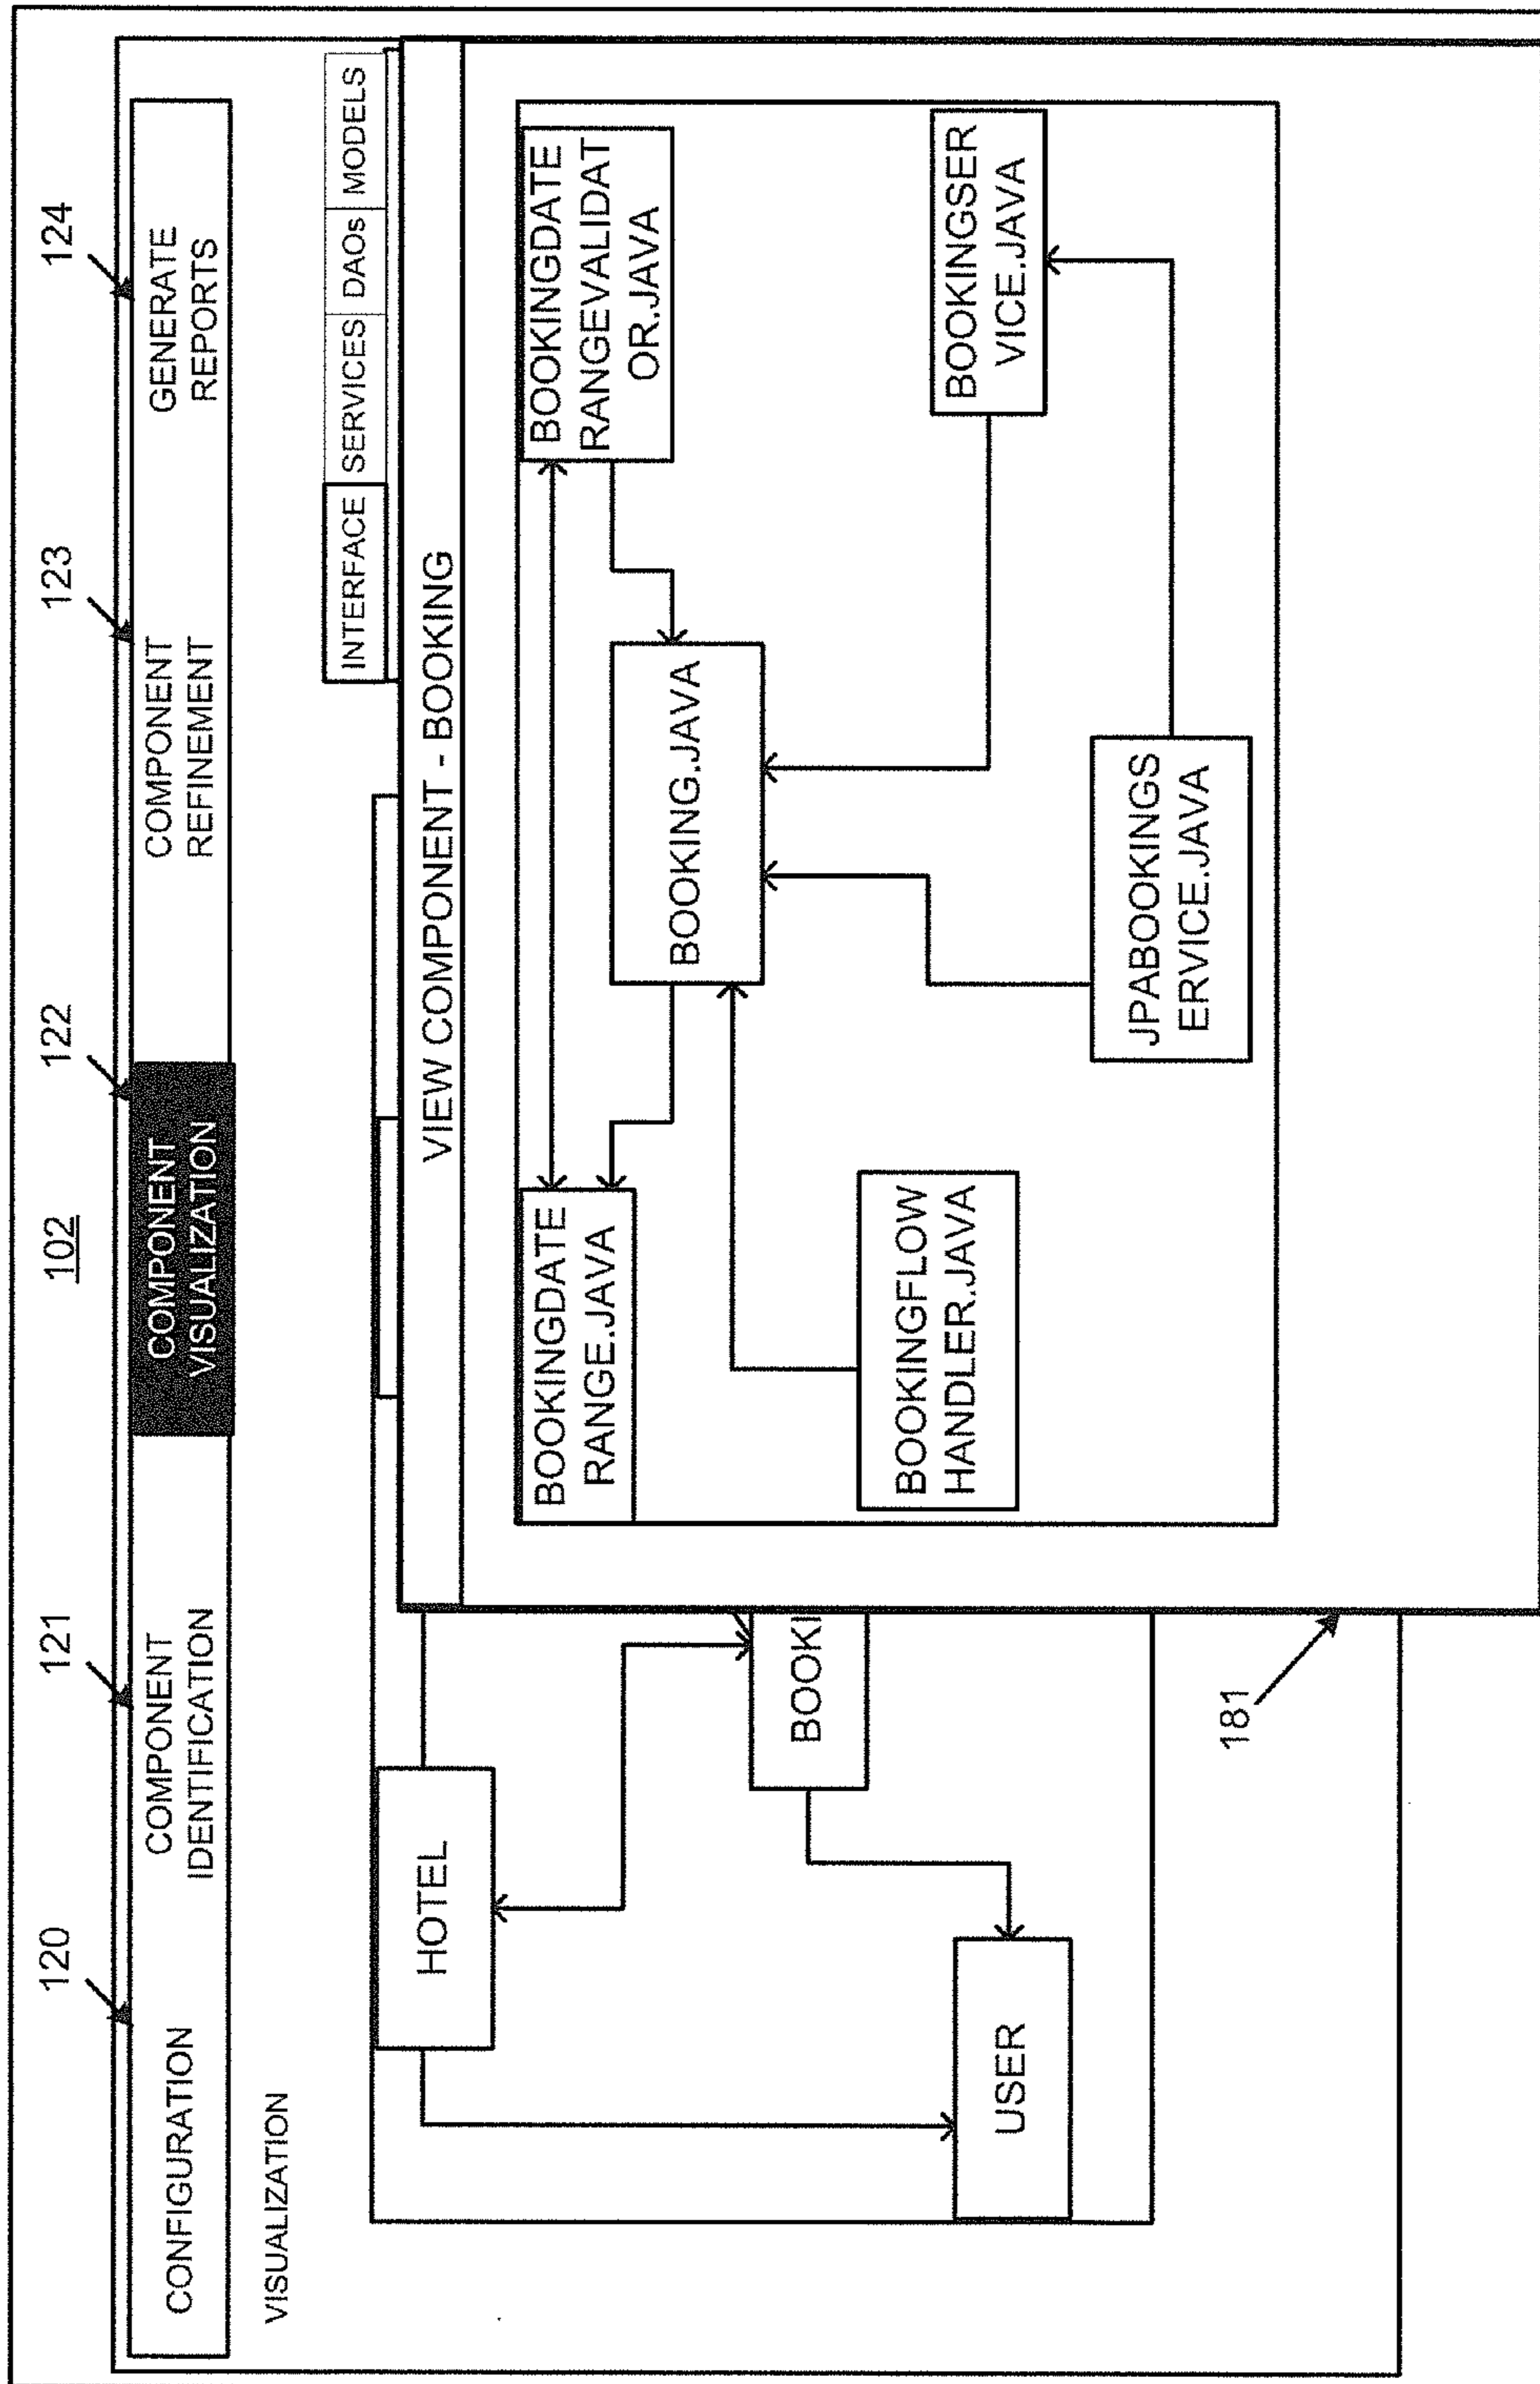 102
120
121
122
123
124
CONFIGURATION
COMPONENT
IDENTIFICATION
COMPONENT
VISUALIZATION
COMPONENT
REFINEMENT
GENERATE
REPORTS
VISUALIZATION
INTERFACE
SERVICES
DAOs
MODELS
HOTEL
BOOKI
USER
VIEW COMPONENT - BOOKING
BOOKINGDATE
RANGE.JAVA
BOOKINGDATE
RANGEVALIDAT
OR.JAVA
BOOKING.JAVA
BOOKINGFLOW
HANDLER.JAVA
BOOKINGSER
VICE.JAVA
JPABOOKINGS
ERVICE.JAVA
181